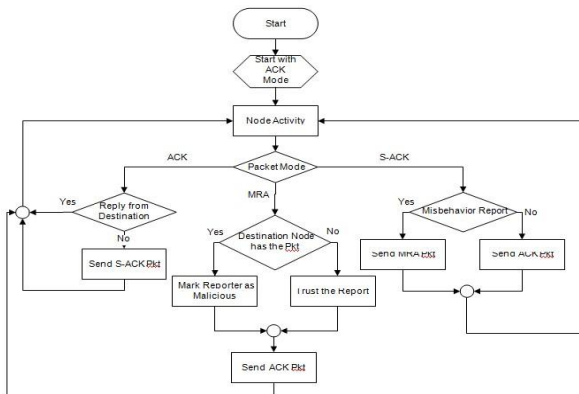 Start
Start with
ACK
Mode
Node Activity
ACK
Packet Mode
S-ACK
MRA
Yes
Reply from
Destination
No
Send S-ACK Pkt
Yes
Destination Node
has the Pkt
No
Mark Reporter as
Malicious
Trust the Report
Yes
Misbehavior Report
No
Send MRA Pkt
Send ACK Pkt
Send ACK Pkt